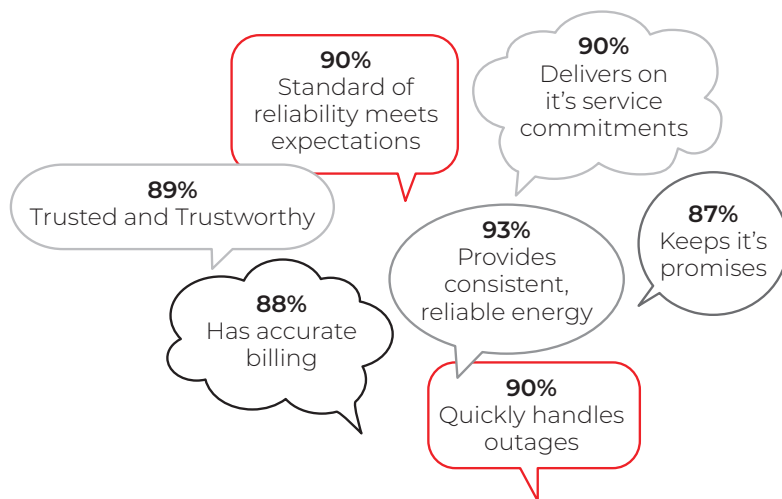 90%
Standard of
reliability meets
expectations
90%
Delivers on
it's service
commitments
89%
Trusted and Trustworthy
93%
Provides
consistent,
reliable energy
87%
Keeps it's
promises
88%
Has accurate
billing
90%
Quickly handles
outages